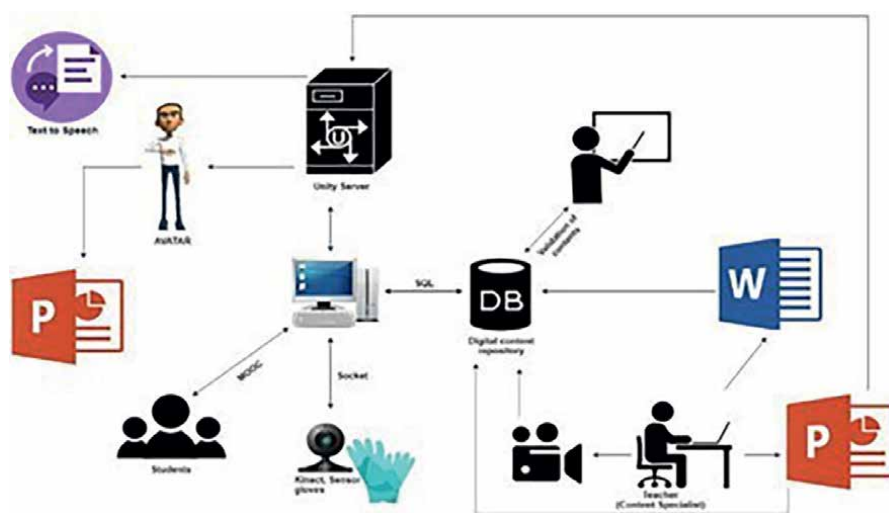 Text to Speech
U
Unity Server
AVATAR
Validation of
contents
P
W
SQL
DB
Digital content
repository
MOOC
Socket
P
Students
Kinect, Sensor
gloves
Teacher
(Content Specialist)